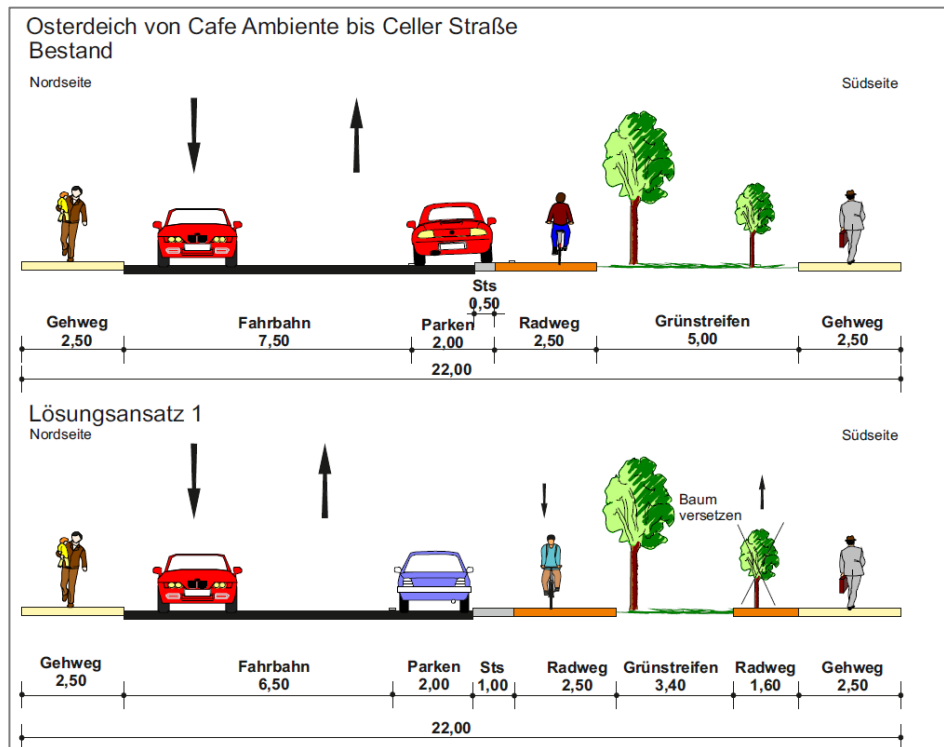 Osterdeich von Cafe Ambiente bis Celler Straße
Bestand
Nordseite
Südseite
Sts
0,50
Gehweg
2,50
Fahrbahn
7,50
Parken
2,00
Radweg
2,50
Grünstreifen
5,00
Gehweg
2,50
22,00
Lösungsansatz 1
Nordseite
Südseite
Baum
versetzen
Gehweg
2,50
Fahrbahn
6,50
Parken
2,00
Sts
1,00
Radweg
2,50
Grünstreifen
3,40
Radweg
1,60
Gehweg
2,50
22,00